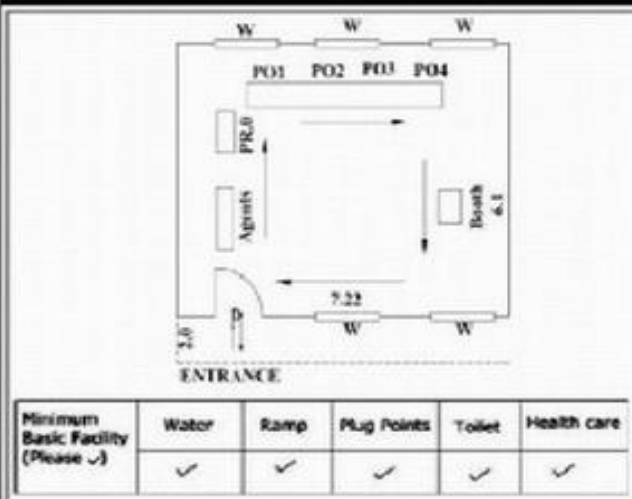 W W W
PO1 PO2 PO3 PO4
PR.0
Agents
Booth
6.1
7.22
W W
D
2.0
ENTRANCE
Minimum Basic Facility (Please ✓) Water Ramp Plug Points Toilet Health care
✓ ✓ ✓ ✓ ✓